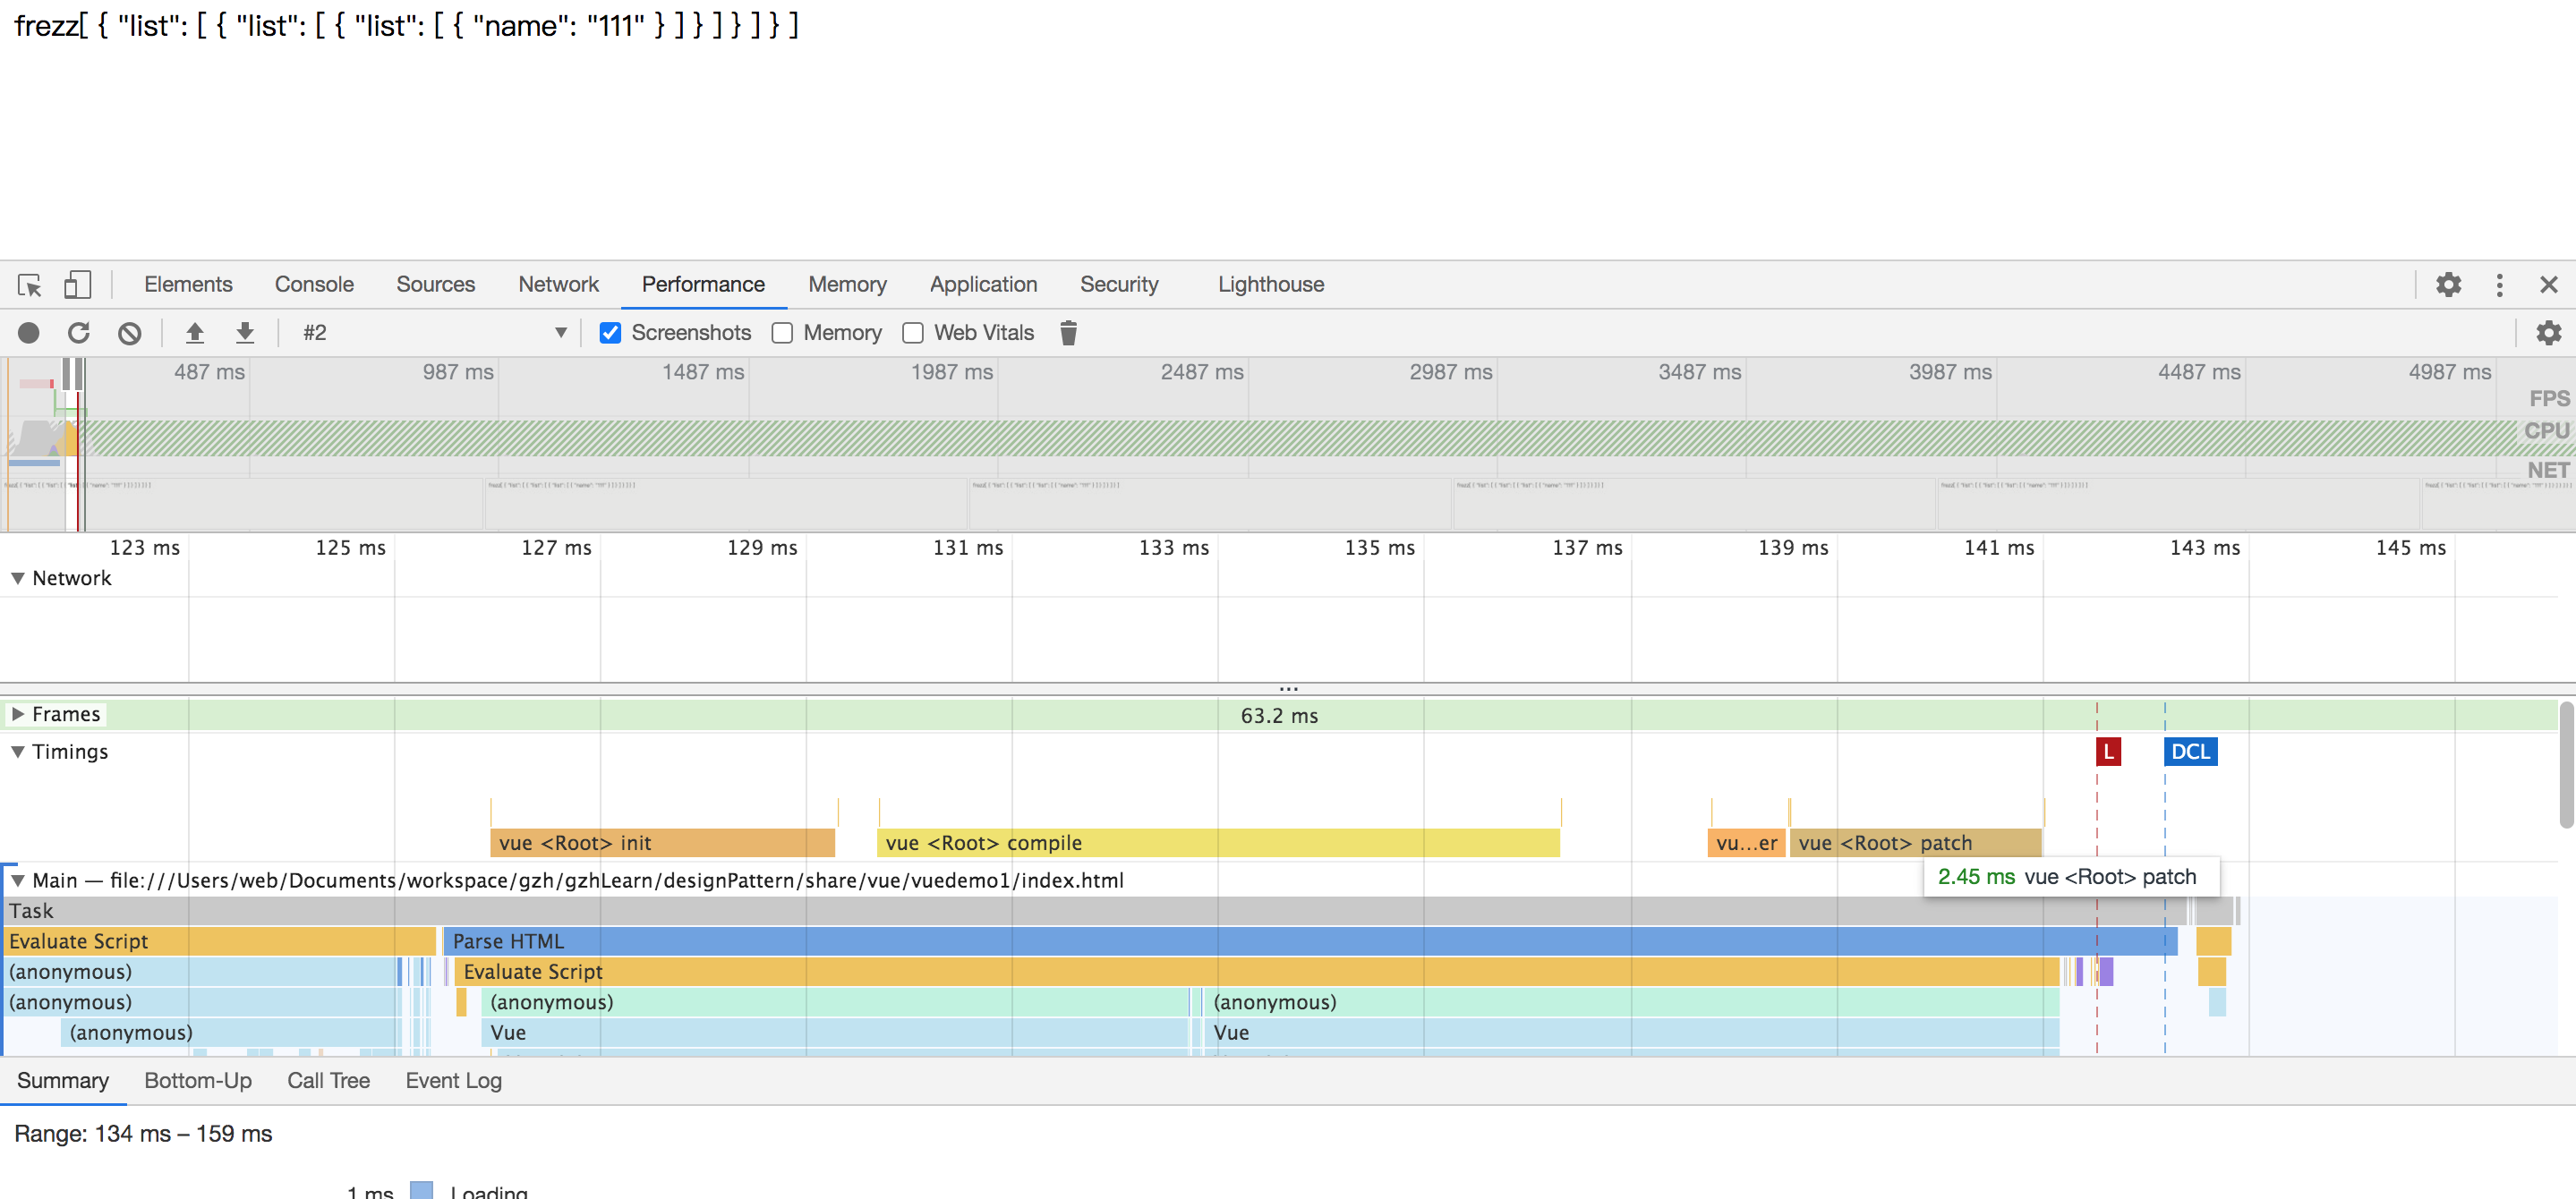 frezz[ { "list": [ { "list": [ { "list": [ { "name": "111" } ] } ] } ] } ]
Elements Console Sources Network Performance Memory Application Security Lighthouse
#2 Screenshots Memory Web Vitals
487 ms 987 ms 1487 ms 1987 ms 2487 ms 2987 ms 3487 ms 3987 ms 4487 ms 4987 ms
FPS
CPU
NET
123 ms 125 ms 127 ms 129 ms 131 ms 133 ms 135 ms 137 ms 139 ms 141 ms 143 ms 145 ms
Network
...
Frames 63.2 ms
Timings L DCL
vue <Root> init vue <Root> compile vu...er vue <Root> patch
2.45 ms vue <Root> patch
Main — file:///Users/web/Documents/workspace/gzh/gzhLearn/designPattern/share/vue/vuedemo1/index.html
Task
Evaluate Script Parse HTML
(anonymous) Evaluate Script
(anonymous) (anonymous) (anonymous)
(anonymous) Vue Vue
Summary Bottom-Up Call Tree Event Log
Range: 134 ms – 159 ms
1 ms Loading